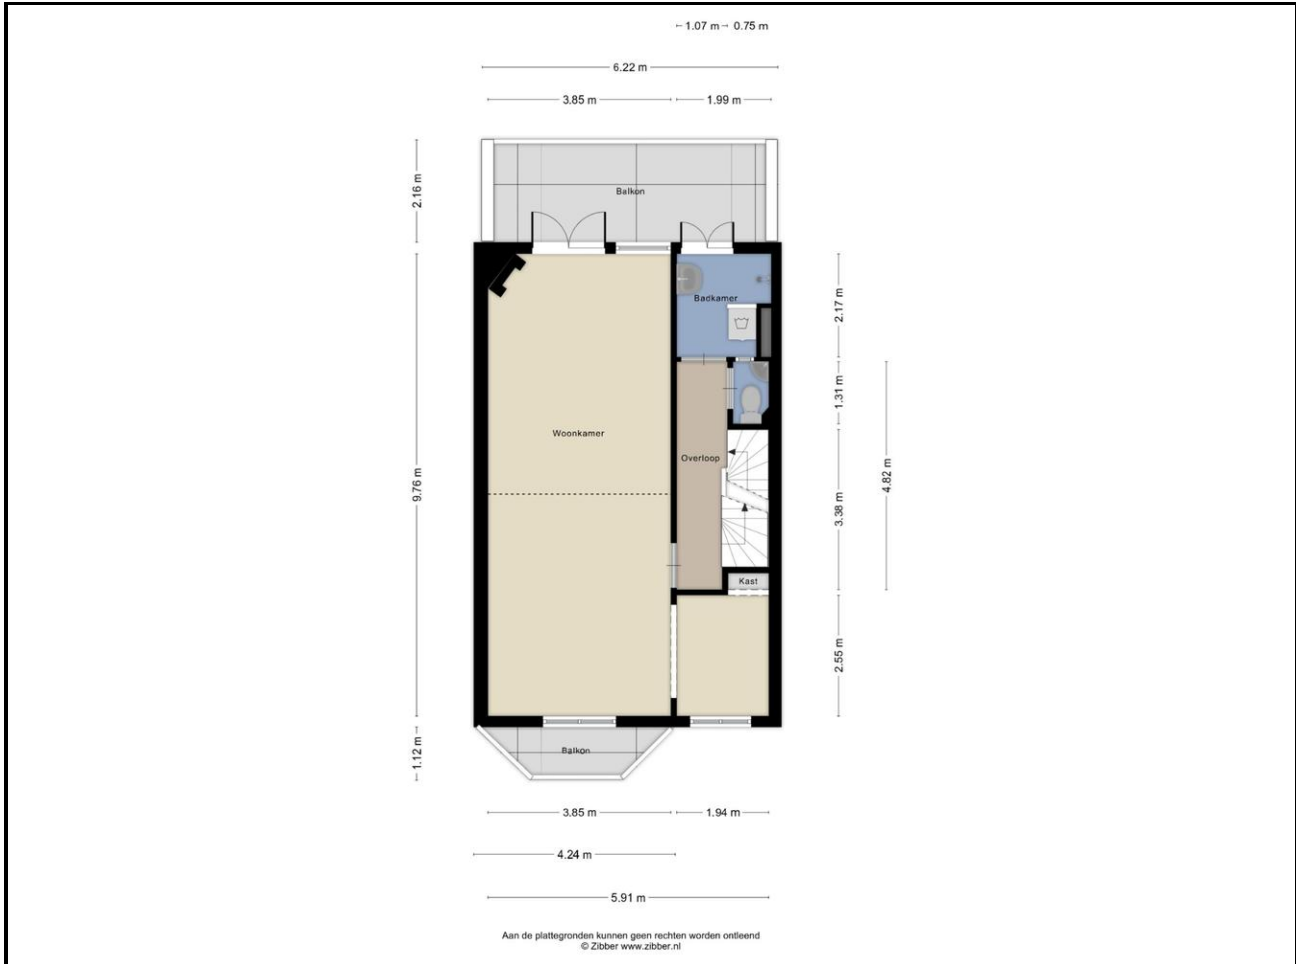 1.07 m 0.75 m
6.22 m
3.85 m 1.99 m
2.16 m
Balkon
Badkamer
2.17 m
1.31 m
Woonkamer
Overloop
9.76 m
3.38 m
4.82 m
Kast
2.55 m
1.12 m
Balkon
3.85 m 1.94 m
4.24 m
5.91 m
Aan de plattegronden kunnen geen rechten worden ontleend
© Zibber www.zibber.nl